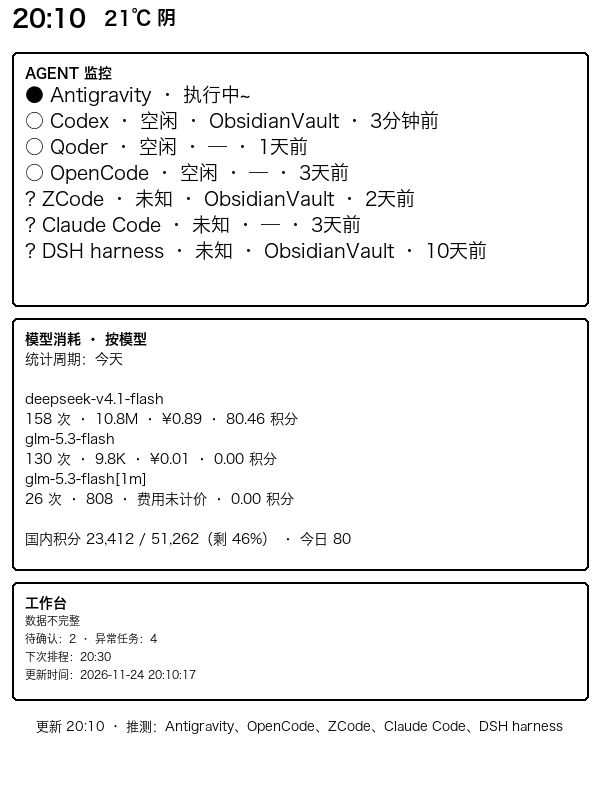 20:10 21℃ 阴
AGENT 监控
● Antigravity · 执行中~
○ Codex · 空闲 · ObsidianVault · 3分钟前
○ Qoder · 空闲 · — · 1天前
○ OpenCode · 空闲 · — · 3天前
? ZCode · 未知 · ObsidianVault · 2天前
? Claude Code · 未知 · — · 3天前
? DSH harness · 未知 · ObsidianVault · 10天前
模型消耗 · 按模型
统计周期：今天
deepseek-v4.1-flash
158 次 · 10.8M · ¥0.89 · 80.46 积分
glm-5.3-flash
130 次 · 9.8K · ¥0.01 · 0.00 积分
glm-5.3-flash[1m]
26 次 · 808 · 费用未计价 · 0.00 积分
国内积分 23,412 / 51,262（剩 46%） · 今日 80
工作台
数据不完整
待确认：2 · 异常任务：4
下次排程：20:30
更新时间：2026-11-24 20:10:17
更新 20:10 · 推测：Antigravity、OpenCode、ZCode、Claude Code、DSH harness